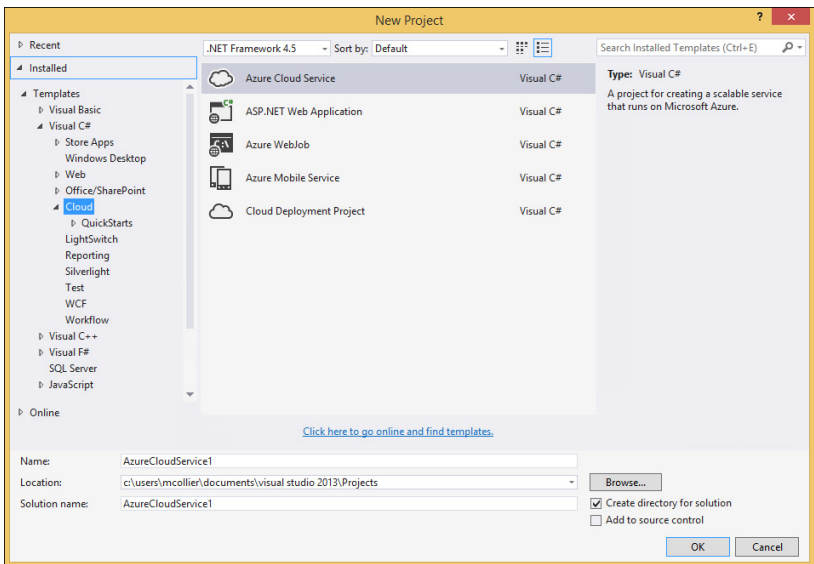 New Project
?
×
Recent
Installed
Templates
Visual Basic
Visual C#
Store Apps
Windows Desktop
Web
Office/SharePoint
Cloud
QuickStarts
LightSwitch
Reporting
Silverlight
Test
WCF
Workflow
Visual C++
Visual F#
SQL Server
JavaScript
Online
.NET Framework 4.5 Sort by: Default
Azure Cloud Service Visual C#
ASP.NET Web Application Visual C#
Azure WebJob Visual C#
Azure Mobile Service Visual C#
Cloud Deployment Project Visual C#
Click here to go online and find templates.
Search Installed Templates (Ctrl+E)
Type: Visual C#
A project for creating a scalable service
that runs on Microsoft Azure.
Name: AzureCloudService1
Location: c:\users\mcollier\documents\visual studio 2013\Projects Browse...
Solution name: AzureCloudService1
Create directory for solution
Add to source control
OK Cancel